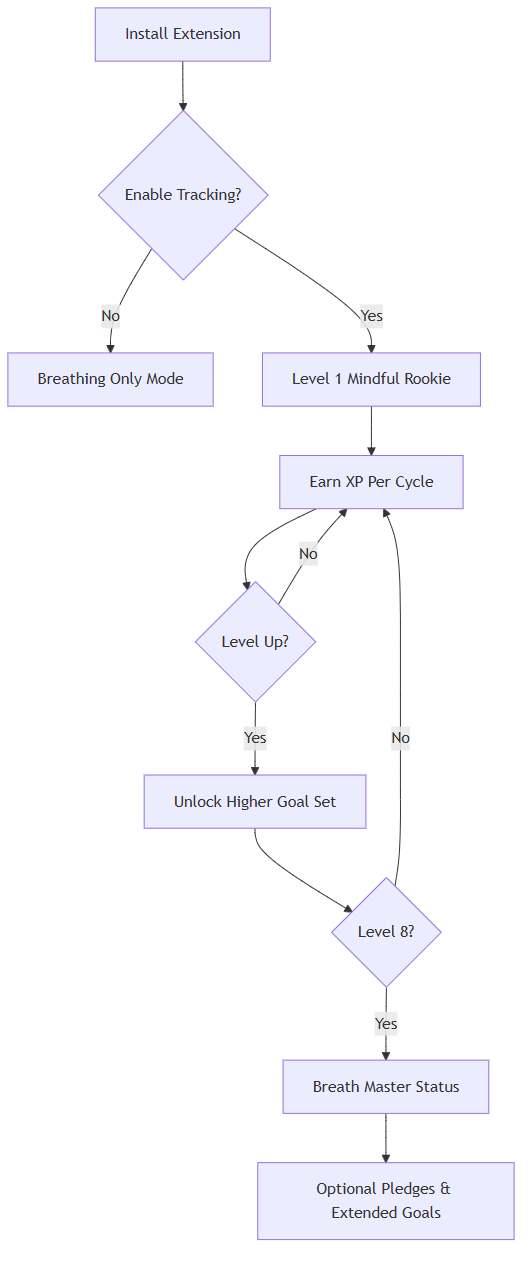 Install Extension
Enable Tracking?
No
Yes
Breathing Only Mode
Level 1 Mindful Rookie
Earn XP Per Cycle
No
Level Up?
Yes
No
Unlock Higher Goal Set
Level 8?
Yes
Breath Master Status
Optional Pledges &
Extended Goals